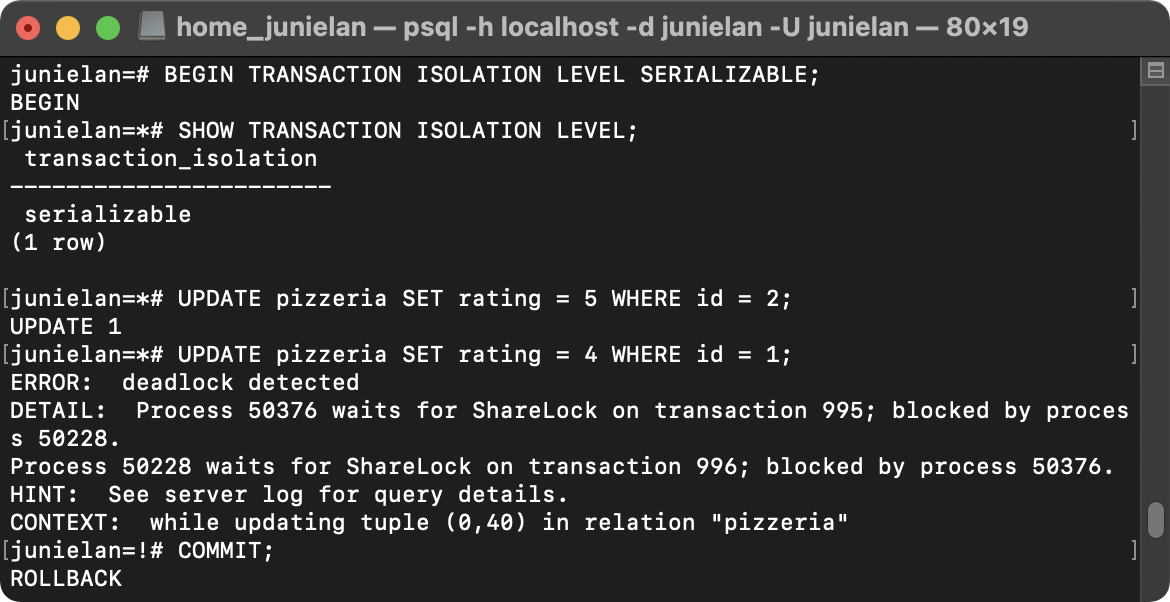 home_junielan — psql -h localhost -d junielan -U junielan — 80×19
junielan=# BEGIN TRANSACTION ISOLATION LEVEL SERIALIZABLE;
BEGIN
[junielan=*# SHOW TRANSACTION ISOLATION LEVEL; ]
 transaction_isolation
-----------------------
 serializable
(1 row)

[junielan=*# UPDATE pizzeria SET rating = 5 WHERE id = 2; ]
UPDATE 1
[junielan=*# UPDATE pizzeria SET rating = 4 WHERE id = 1; ]
ERROR:  deadlock detected
DETAIL:  Process 50376 waits for ShareLock on transaction 995; blocked by proces
s 50228.
Process 50228 waits for ShareLock on transaction 996; blocked by process 50376.
HINT:  See server log for query details.
CONTEXT:  while updating tuple (0,40) in relation "pizzeria"
[junielan=!# COMMIT; ]
ROLLBACK